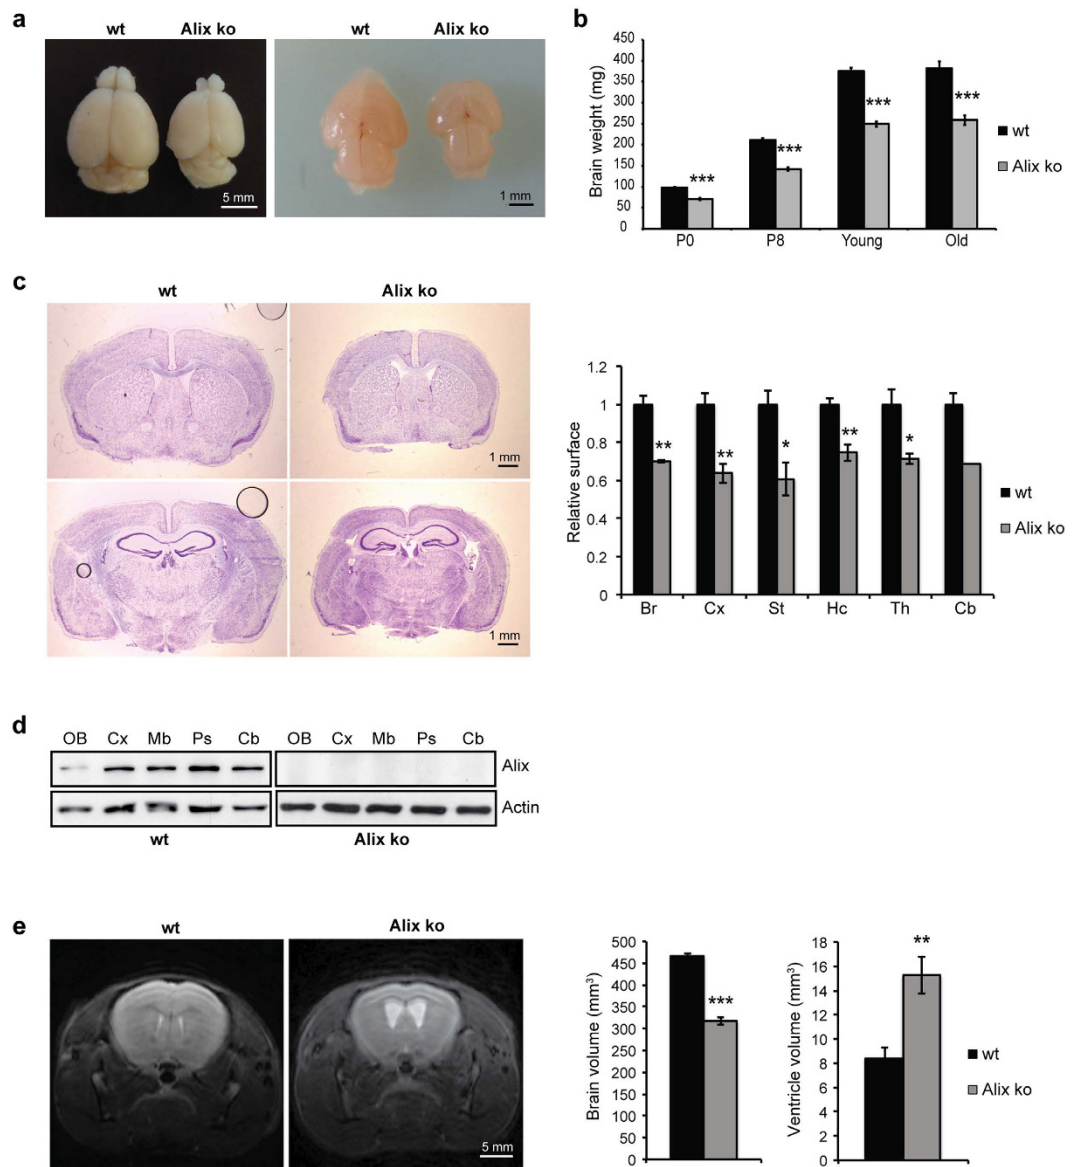 a
wt Alix ko
5 mm
wt Alix ko
1 mm
b
Brain weight (mg)
450
400
350
300
250
200
150
100
50
0
***
***
***
***
P0 P8 Young Old
wt
Alix ko
c
wt Alix ko
1 mm
1 mm
Relative surface
1.2
1
0.8
0.6
0.4
0.2
0
**
**
*
**
*
Br Cx St Hc Th Cb
wt
Alix ko
d
OB Cx Mb Ps Cb OB Cx Mb Ps Cb
Alix
Actin
wt Alix ko
e
wt Alix ko
5 mm
Brain volume (mm³)
500
450
400
350
300
250
200
150
100
50
0
***
Ventricle volume (mm³)
18
16
14
12
10
8
6
4
2
0
**
wt
Alix ko